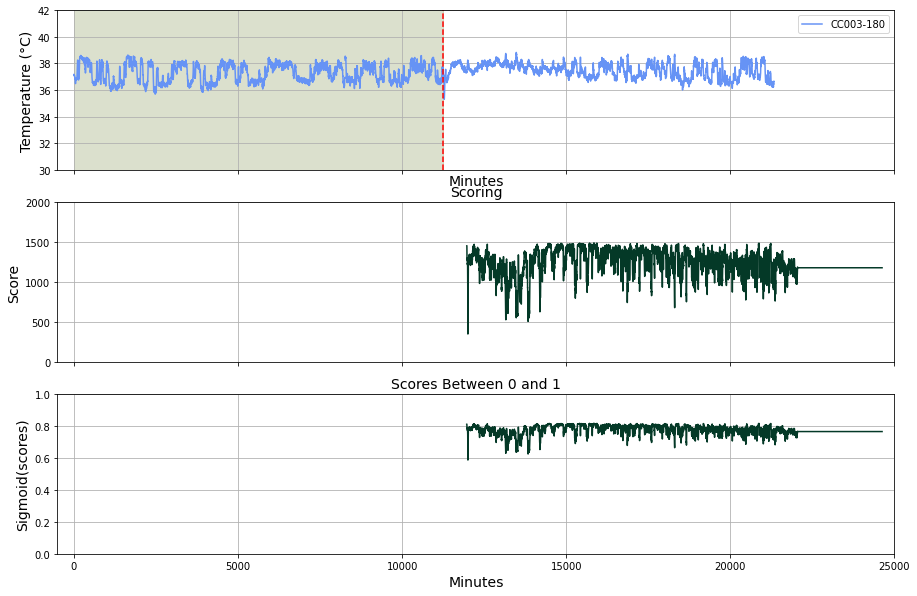 42
40
38
36
34
32
30
Temperature (°C)
CC003-180
Minutes
Scoring
2000
1500
1000
500
0
Score
Scores Between 0 and 1
1.0
0.8
0.6
0.4
0.2
0.0
Sigmoid(scores)
0 5000 10000 15000 20000 25000
Minutes